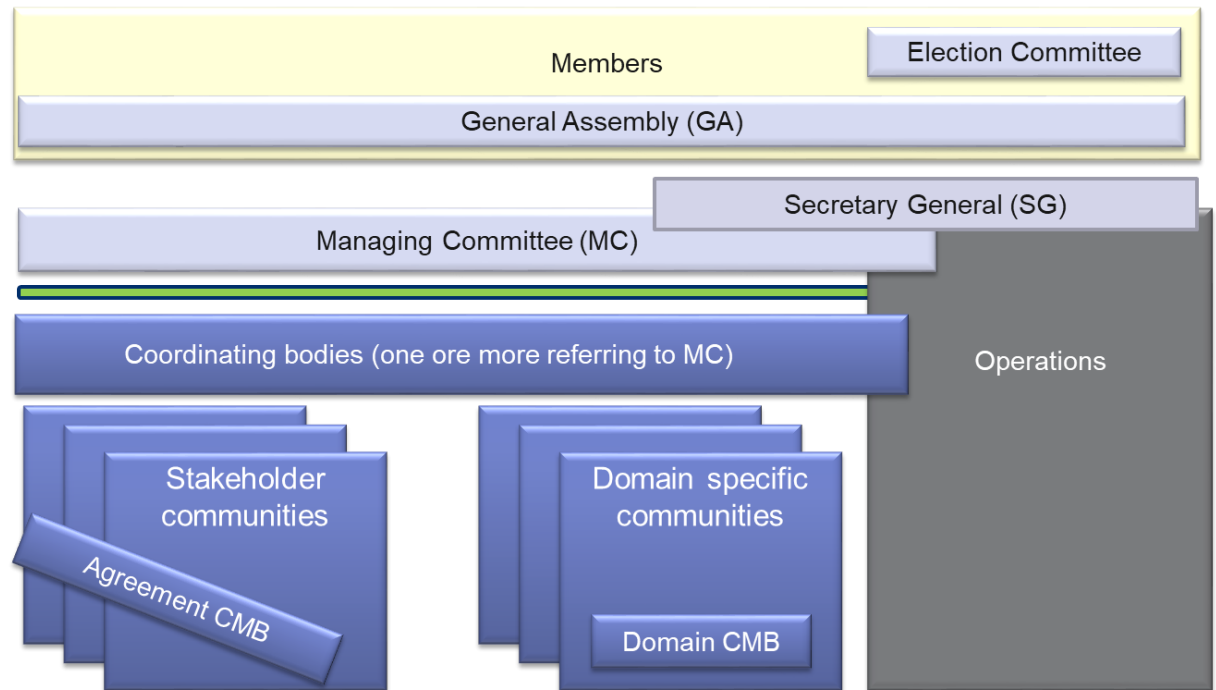 Members
Election Committee
General Assembly (GA)
Secretary General (SG)
Managing Committee (MC)
Coordinating bodies (one ore more referring to MC)
Operations
Stakeholder
communities
Agreement CMB
Domain specific
communities
Domain CMB